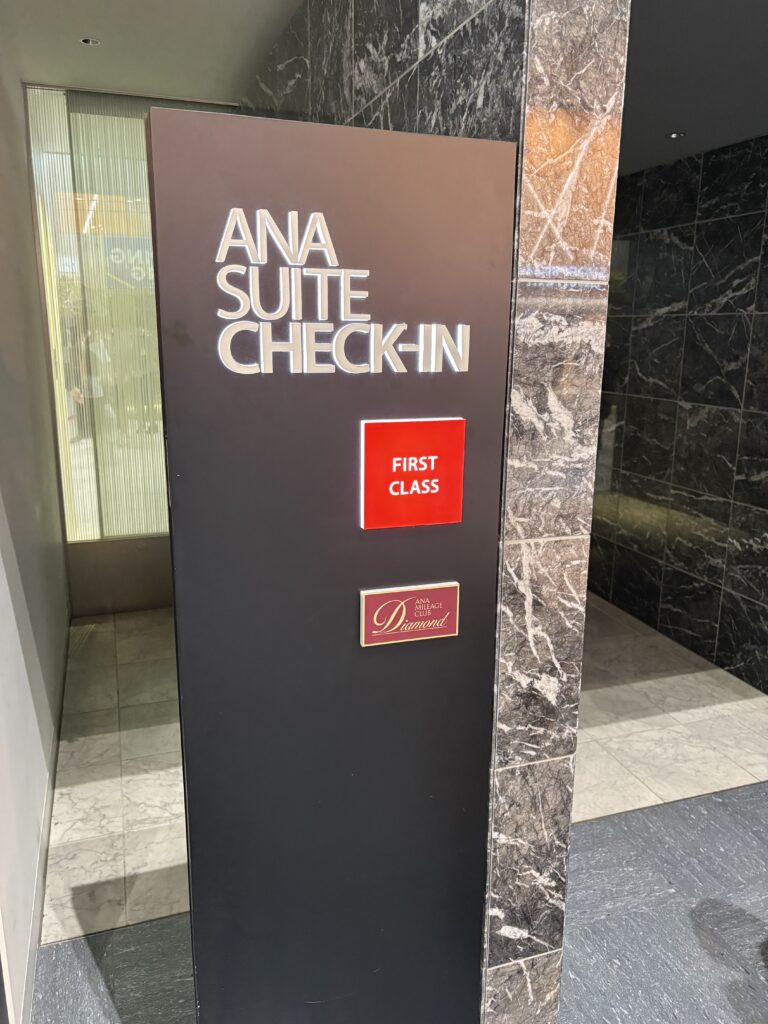 ANA
SUITE
CHECK-IN
FIRST
CLASS
ANA
MILEAGE
CLUB
Diamond